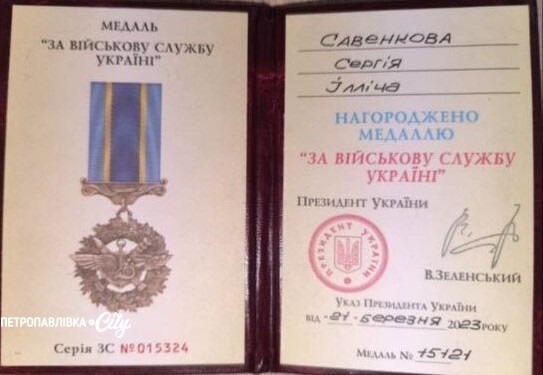 МЕДАЛЬ
"ЗА ВІЙСЬКОВУ СЛУЖБУ
УКРАЇНІ"
ПЕТРОПАВЛІВКА City
Серія ЗС №015324
Савенкова
Сергія
Ілліча
НАГОРОДЖЕНО
МЕДАЛЛЮ
"ЗА ВІЙСЬКОВУ СЛУЖБУ
УКРАЇНІ"
ПРЕЗИДЕНТ УКРАЇНИ
ПРЕЗИДЕНТ УКРАЇНИ
В.ЗЕЛЕНСЬКИЙ
УКАЗ ПРЕЗИДЕНТА УКРАЇНИ
ВІД "21" березня 2023 РОКУ
МЕДАЛЬ № 15121